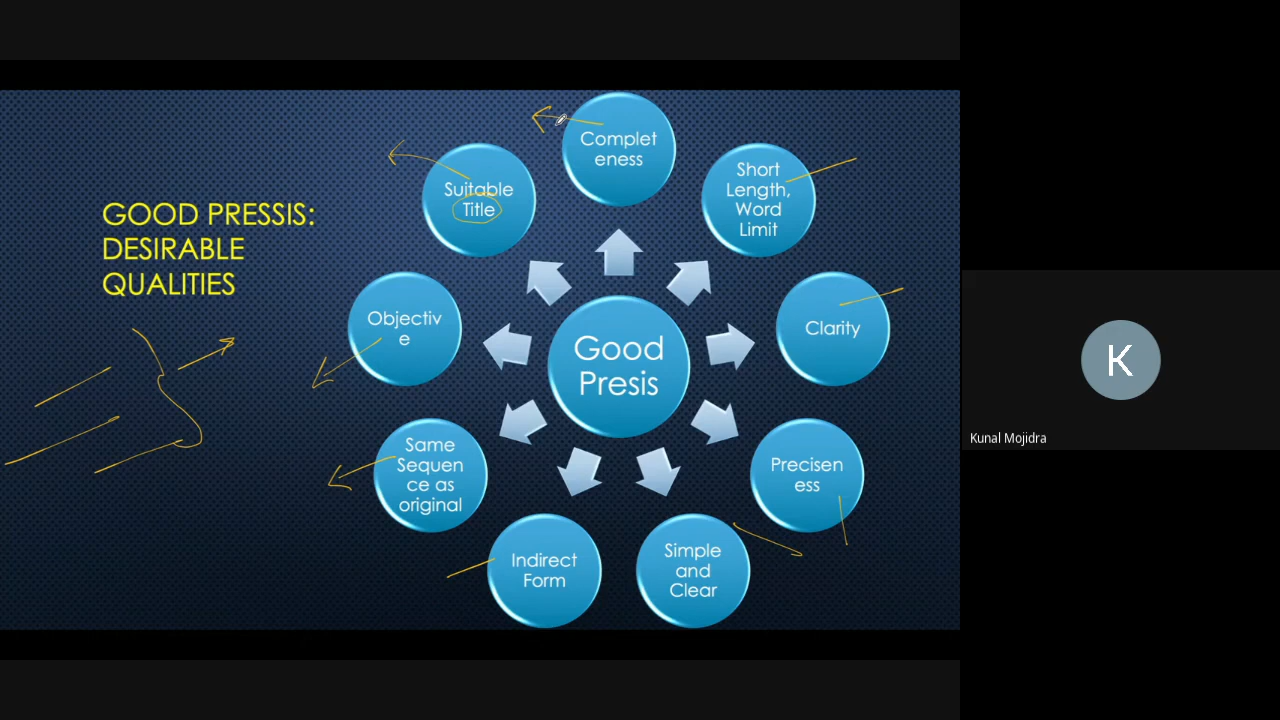 GOOD PRESSIS:
DESIRABLE
QUALITIES
Good
Presis
Complet
eness
Short
Length,
Word
Limit
Clarity
Precisen
ess
Simple
and
Clear
Indirect
Form
Same
Sequen
ce as
original
Objectiv
e
Suitable
Title
K
Kunal Mojidra